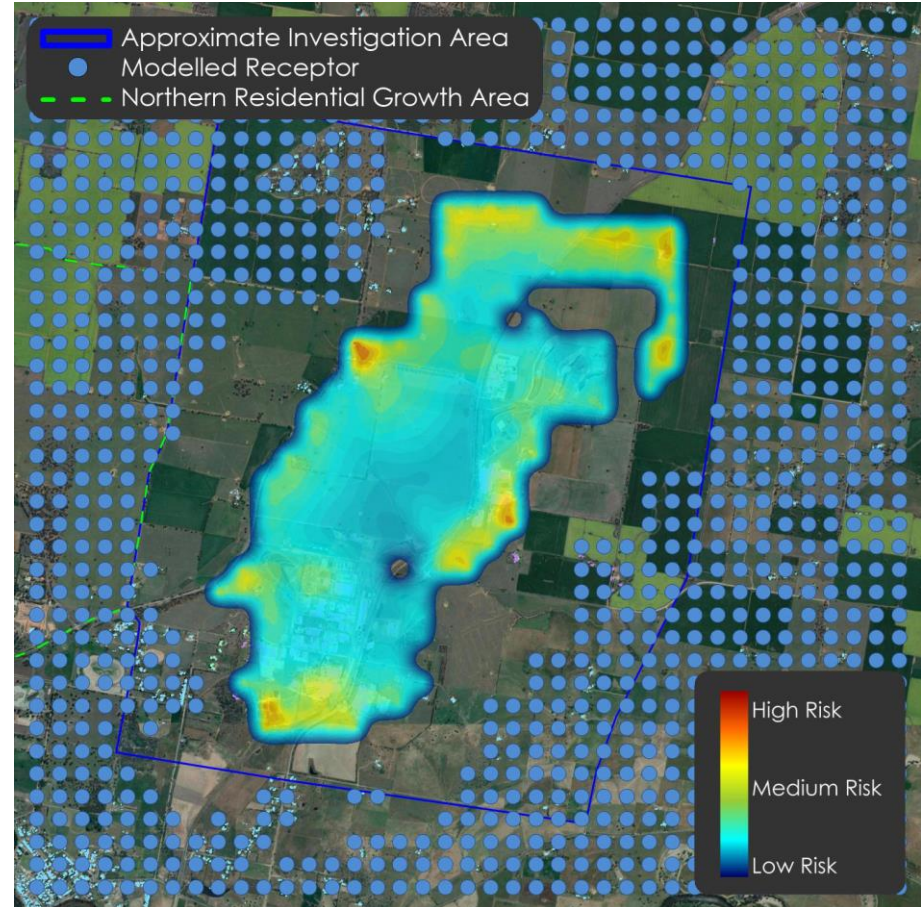 Approximate Investigation Area
Modelled Receptor
Northern Residential Growth Area
High Risk
Medium Risk
Low Risk